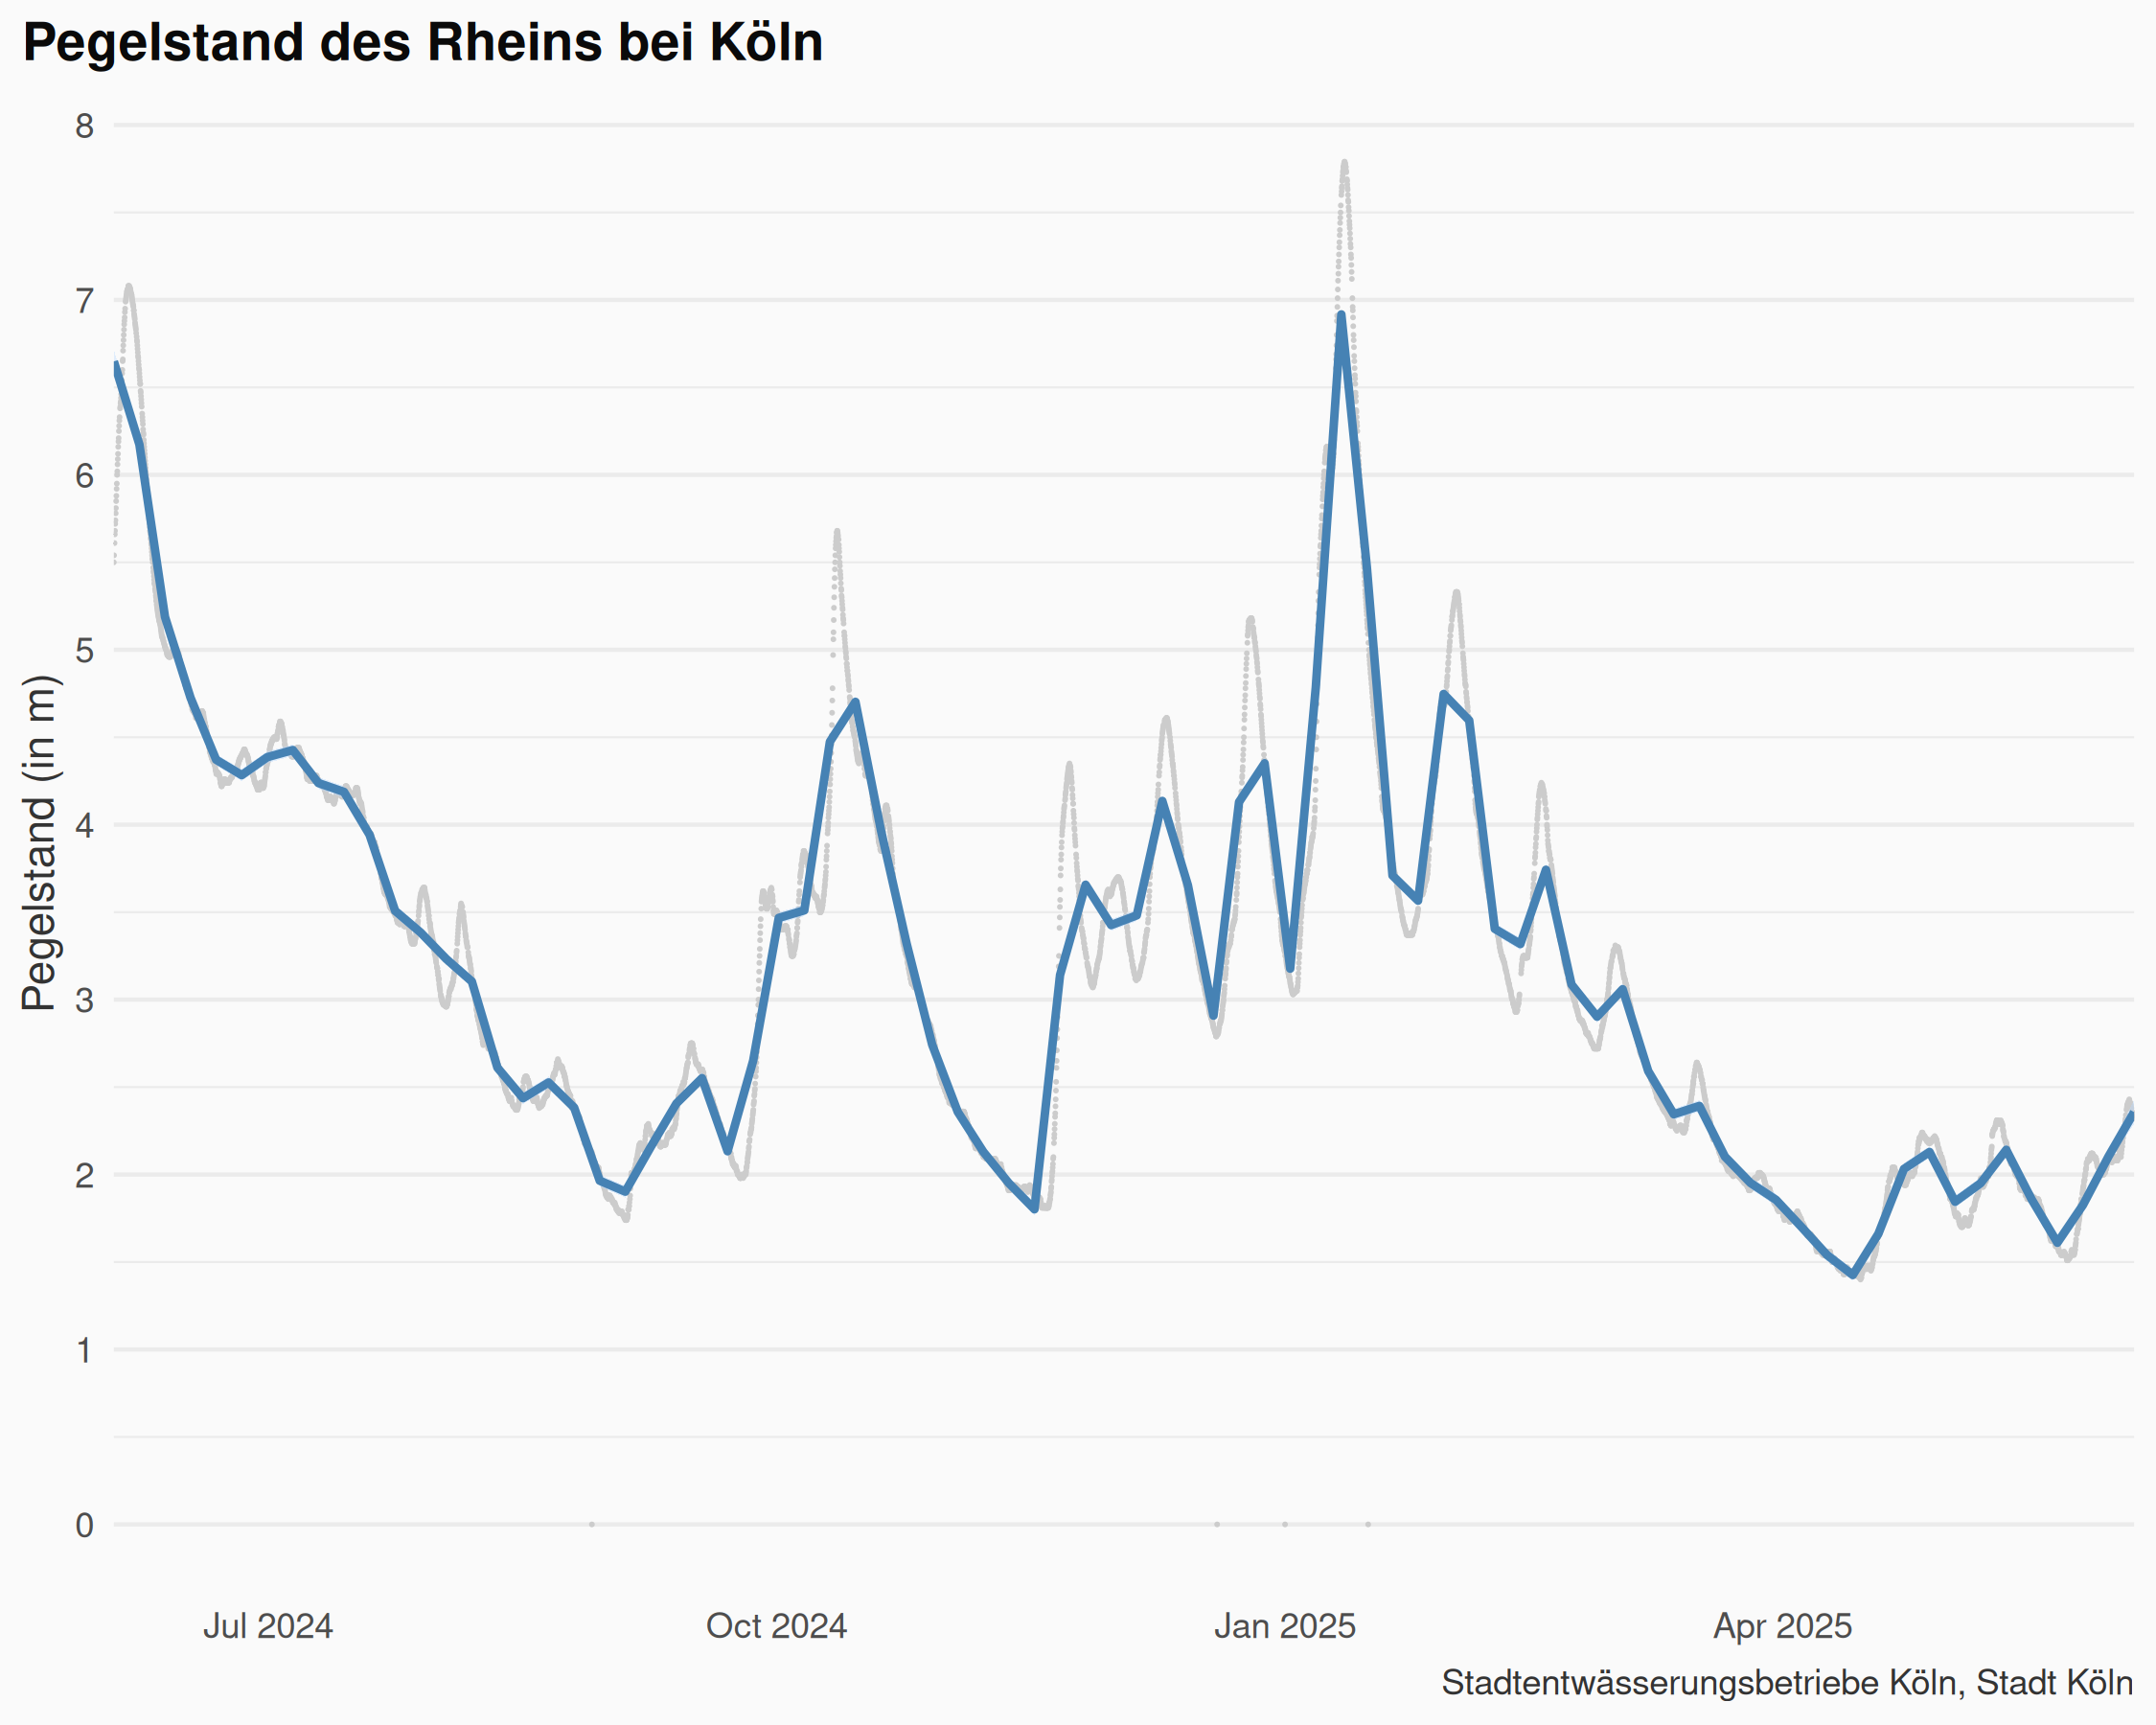 Pegelstand des Rheins bei Köln
Pegelstand (in m)
8
7
6
5
4
3
2
1
0
Jul 2024 Oct 2024 Jan 2025 Apr 2025
Stadtentwässerungsbetriebe Köln, Stadt Köln